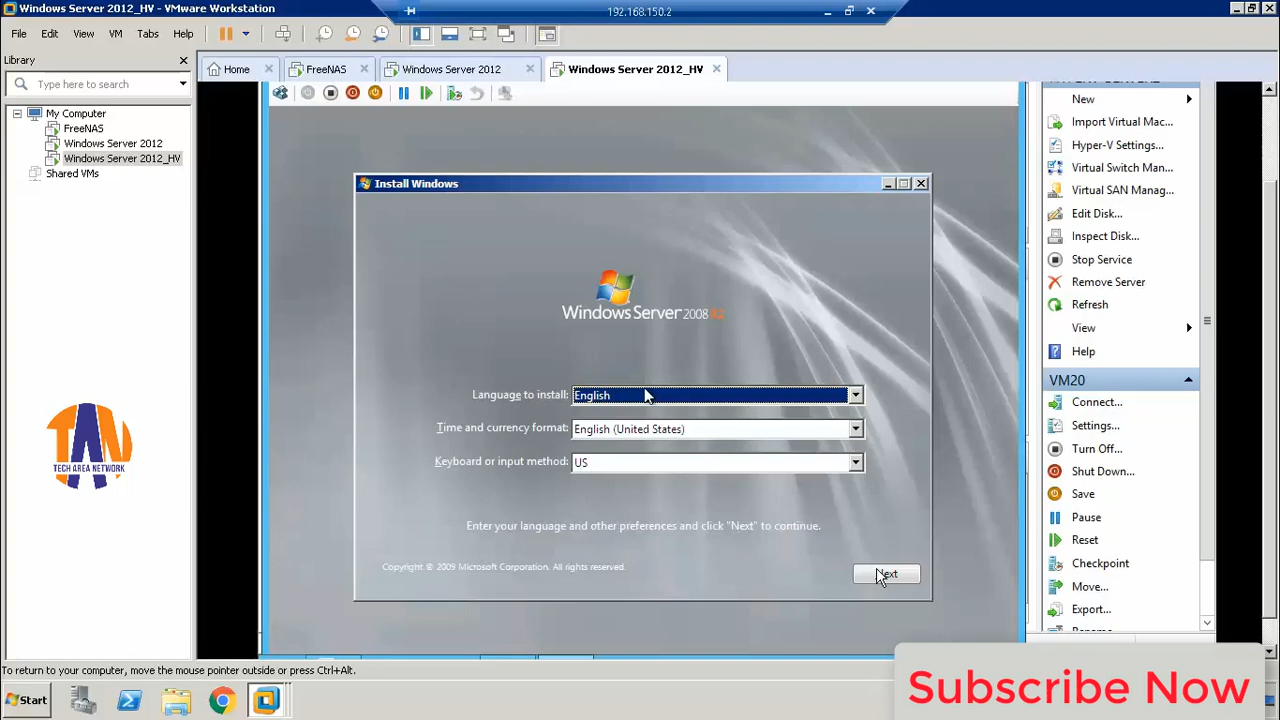 Windows Server 2012_HV - VMware Workstation
192.168.150.2
File Edit View VM Tabs Help
Library
Type here to search
My Computer
FreeNAS
Windows Server 2012
Windows Server 2012_HV
Shared VMs
Home
FreeNAS
Windows Server 2012
Windows Server 2012_HV
Install Windows
Windows Server 2008 R2
Language to install: English
Time and currency format: English (United States)
Keyboard or input method: US
Enter your language and other preferences and click "Next" to continue.
Copyright © 2009 Microsoft Corporation. All rights reserved.
Next
New
Import Virtual Mac...
Hyper-V Settings...
Virtual Switch Man...
Virtual SAN Manag...
Edit Disk...
Inspect Disk...
Stop Service
Remove Server
Refresh
View
Help
VM20
Connect...
Settings...
Turn Off...
Shut Down...
Save
Pause
Reset
Checkpoint
Move...
Export...
TAN
TECH AREA NETWORK
To return to your computer, move the mouse pointer outside or press Ctrl+Alt.
Start
Subscribe Now